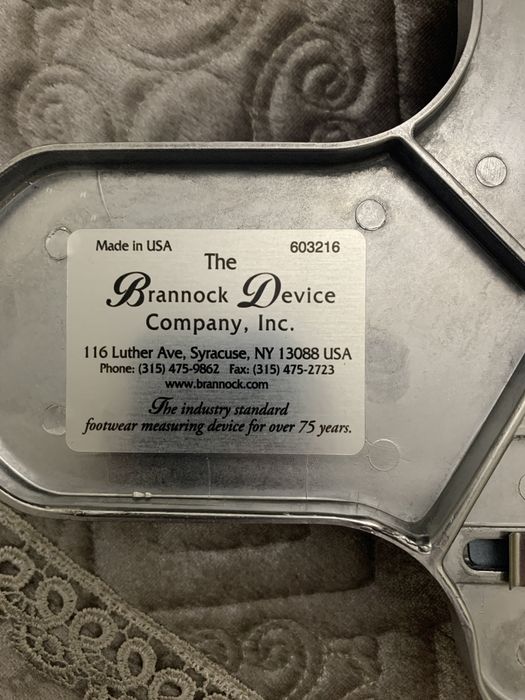 Made in USA 603216
The
Brannock Device
Company, Inc.
116 Luther Ave, Syracuse, NY 13088 USA
Phone: (315) 475-9862 Fax: (315) 475-2723
www.brannock.com
The industry standard
footwear measuring device for over 75 years.